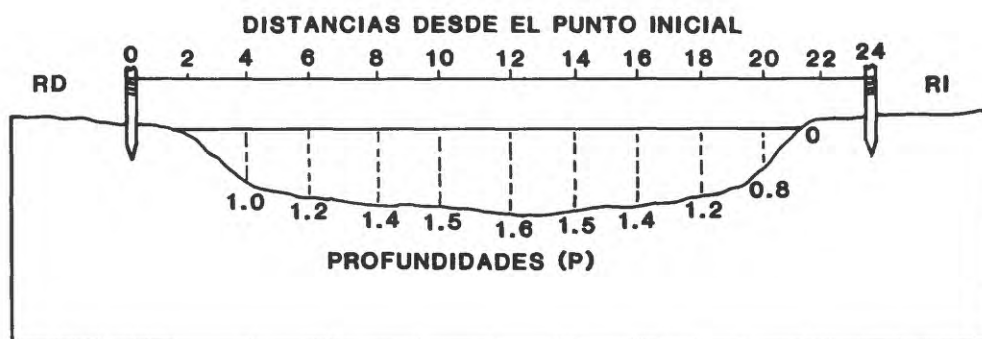 DISTANCIAS DESDE EL PUNTO INICIAL
0 2 4 6 8 10 12 14 16 18 20 22 24
RD RI
0
1.0 1.2 1.4 1.5 1.6 1.5 1.4 1.2 0.8
PROFUNDIDADES (P)